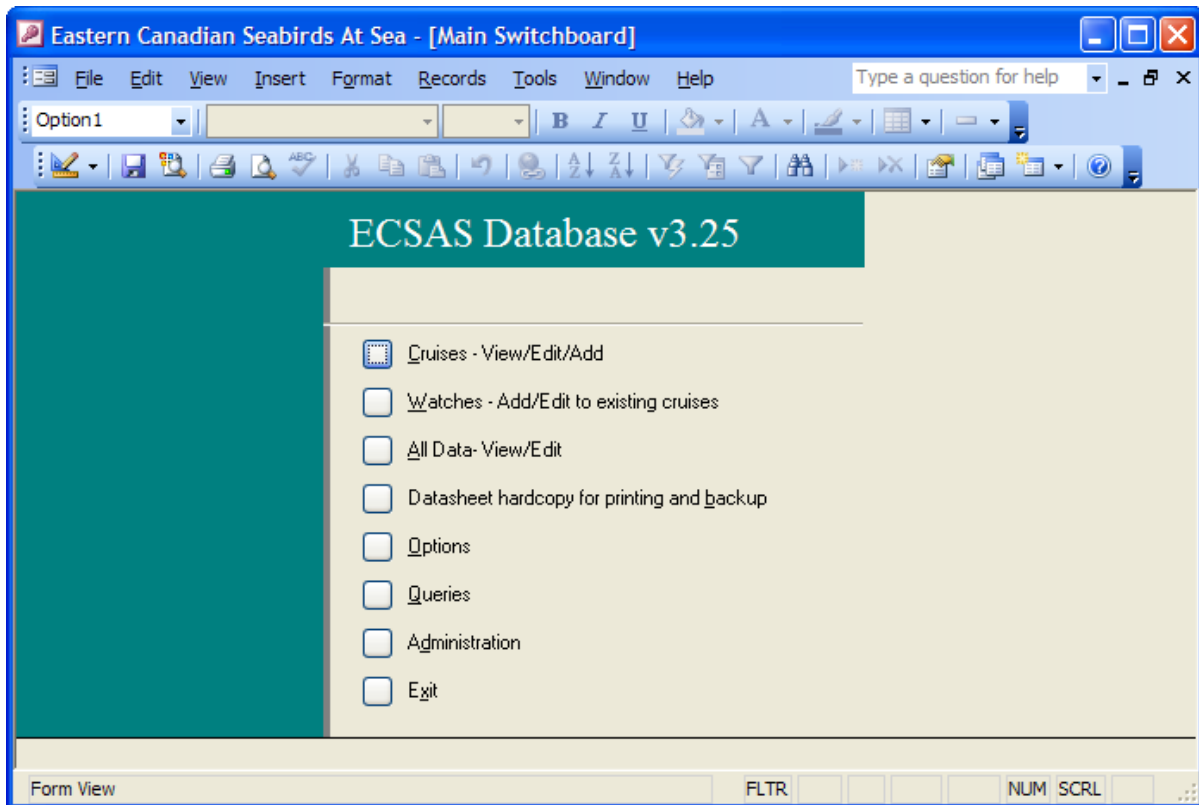 Eastern Canadian Seabirds At Sea - [Main Switchboard]
File Edit View Insert Format Records Tools Window Help Type a question for help
Option1 B I U A
ABC A Z Z A
ECSAS Database v3.25
Cruises - View/Edit/Add
Watches - Add/Edit to existing cruises
All Data- View/Edit
Datasheet hardcopy for printing and backup
Options
Queries
Administration
Exit
Form View FLTR NUM SCRL